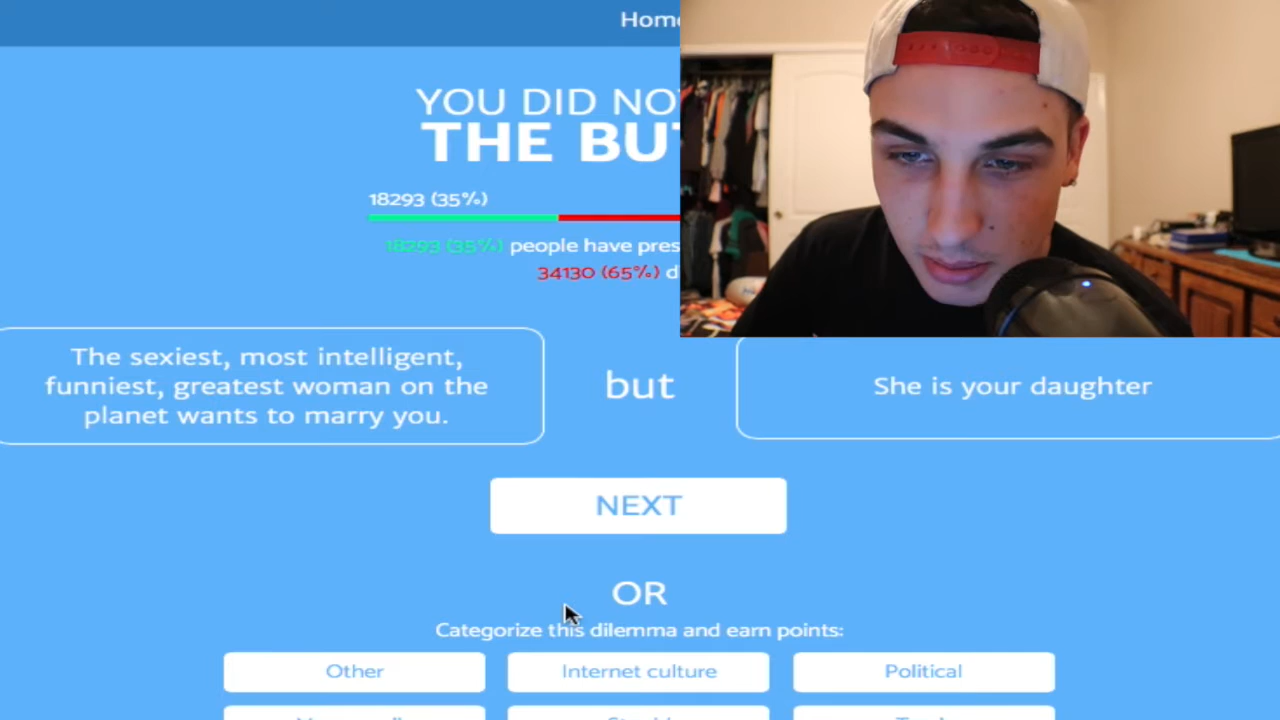 Home
YOU DID NO
THE BU
18293 (35%)
18293 (35%) people have pres
34130 (65%) d
The sexiest, most intelligent,
funniest, greatest woman on the
planet wants to marry you.
but
She is your daughter
NEXT
OR
Categorize this dilemma and earn points:
Other
Internet culture
Political